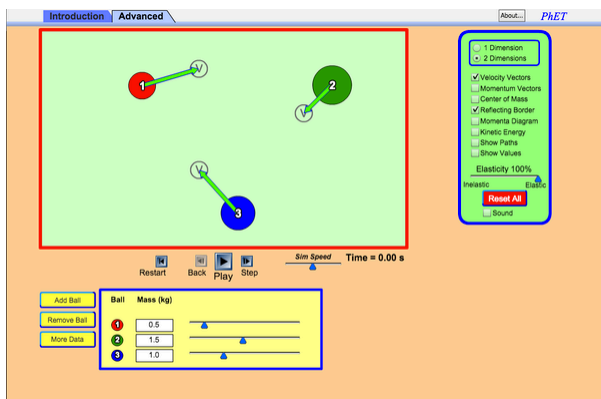 Introduction
Advanced
About...
PhET
1
2
3
V
V
V
1 Dimension
2 Dimensions
Velocity Vectors
Momentum Vectors
Center of Mass
Reflecting Border
Momenta Diagram
Kinetic Energy
Show Paths
Show Values
Elasticity 100%
Inelastic Elastic
Reset All
Sound
Restart Back Play Step
Sim Speed
Time = 0.00 s
Add Ball
Remove Ball
More Data
Ball Mass (kg)
1 0.5
2 1.5
3 1.0